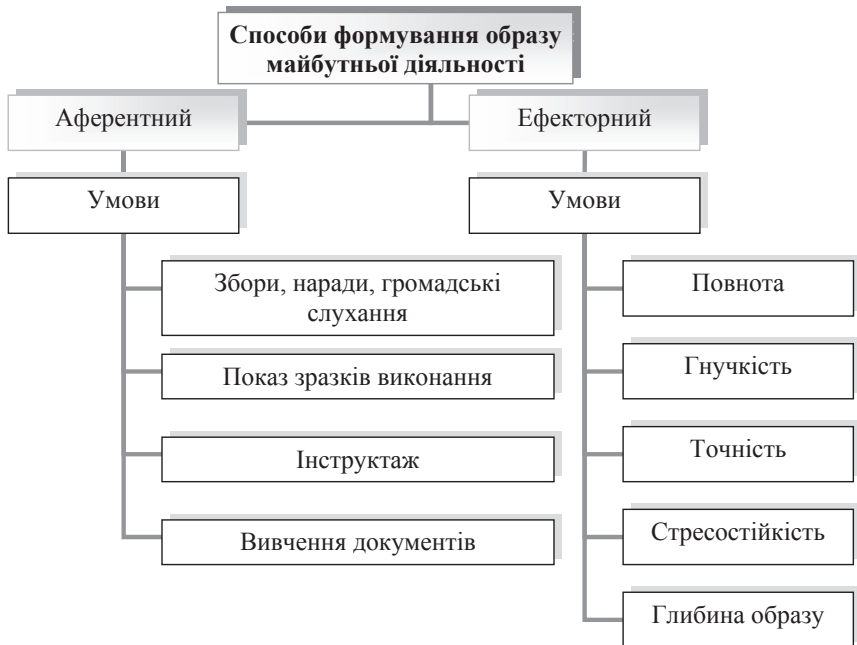 Способи формування образу
майбутньої діяльності
Аферентний
Ефекторний
Умови
Умови
Збори, наради, громадські
слухання
Показ зразків виконання
Інструктаж
Вивчення документів
Повнота
Гнучкість
Точність
Стресостійкість
Глибина образу